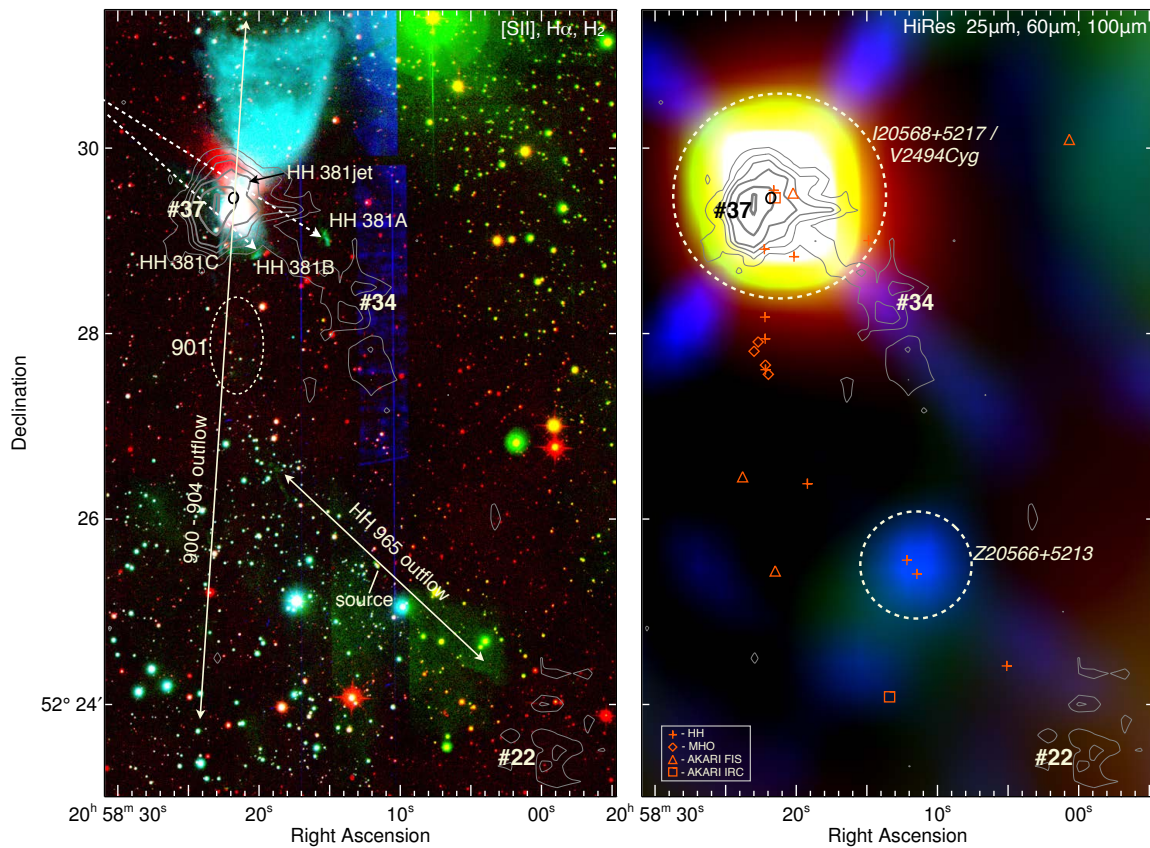 [SII], Hα, H₂
HH 381jet
#37
HH 381A
HH 381C
HH 381B
#34
901
900 - 904 outflow
HH 965 outflow
source
#22
30
28
26
52° 24′
Declination
20ʰ 58ᵐ 30ˢ
20ˢ
10ˢ
00ˢ
Right Ascension
HiRes 25μm, 60μm, 100μm
I20568+5217 /
V2494Cyg
#37
#34
Z20566+5213
#22
- HH
- MHO
- AKARI FIS
- AKARI IRC
20ʰ 58ᵐ 30ˢ
20ˢ
10ˢ
00ˢ
Right Ascension